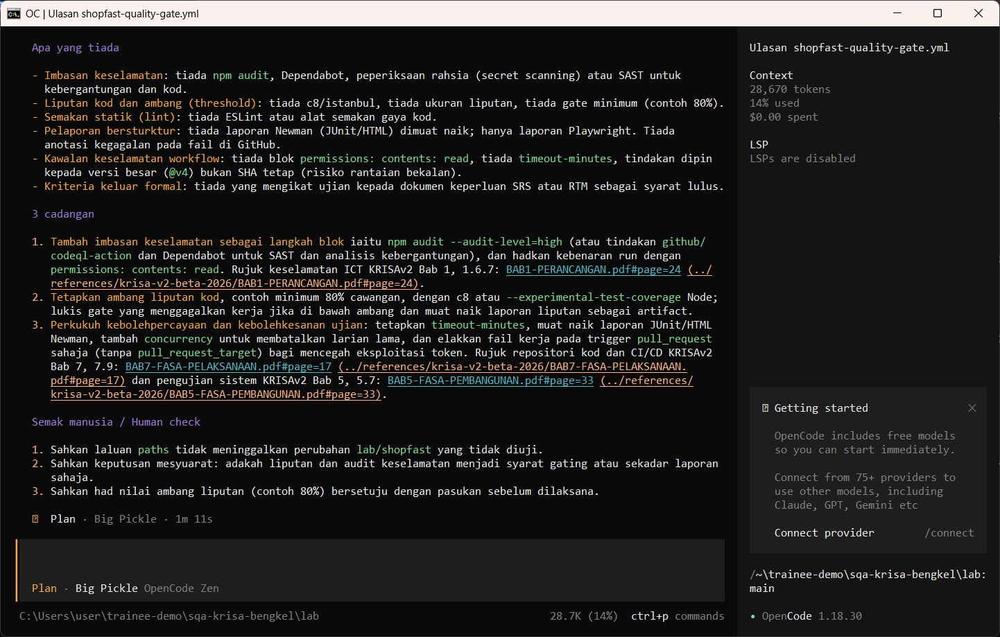 OC | Ulasan shopfast-quality-gate.yml
Apa yang tiada
- Imbasan keselamatan: tiada npm audit, Dependabot, peperiksaan rahsia (secret scanning) atau SAST untuk
kebergantungan dan kod.
- Liputan kod dan ambang (threshold): tiada c8/istanbul, tiada ukuran liputan, tiada gate minimum (contoh 80%).
- Semakan statik (lint): tiada ESLint atau alat semakan gaya kod.
- Pelaporan bersturktur: tiada laporan Newman (JUnit/HTML) dimuat naik; hanya laporan Playwright. Tiada
anotasi kegagalan pada fail di GitHub.
- Kawalan keselamatan workflow: tiada blok permissions: contents: read, tiada timeout-minutes, tindakan dipin
kepada versi besar (@v4) bukan SHA tetap (risiko rantaian bekalan).
- Kriteria keluar formal: tiada yang mengikat ujian kepada dokumen keperluan SRS atau RTM sebagai syarat lulus.
3 cadangan
1. Tambah imbasan keselamatan sebagai langkah blok iaitu npm audit --audit-level=high (atau tindakan github/
codeql-action dan Dependabot untuk SAST dan analisis kebergantungan), dan hadkan kebenaran run dengan
permissions: contents: read. Rujuk keselamatan ICT KRISAv2 Bab 1, 1.6.7: BAB1-PERANCANGAN.pdf#page=24 (../
references/krisa-v2-beta-2026/BAB1-PERANCANGAN.pdf#page=24).
2. Tetapkan ambang liputan kod, contoh minimum 80% cawangan, dengan c8 atau --experimental-test-coverage Node;
lukis gate yang menggagalkan kerja jika di bawah ambang dan muat naik laporan liputan sebagai artifact.
3. Perkukuh kebolehpercayaan dan kebolehkesanan ujian: tetapkan timeout-minutes, muat naik laporan JUnit/HTML
Newman, tambah concurrency untuk membatalkan larian lama, dan elakkan fail kerja pada trigger pull_request
sahaja (tanpa pull_request_target) bagi mencegah eksploitasi token. Rujuk repositori kod dan CI/CD KRISAv2
Bab 7, 7.9: BAB7-FASA-PELAKSANAAN.pdf#page=17 (../references/krisa-v2-beta-2026/BAB7-FASA-PELAKSANAAN.
pdf#page=17) dan pengujian sistem KRISAv2 Bab 5, 5.7: BAB5-FASA-PEMBANGUNAN.pdf#page=33 (../references/
krisa-v2-beta-2026/BAB5-FASA-PEMBANGUNAN.pdf#page=33).
Semak manusia / Human check
1. Sahkan laluan paths tidak meninggalkan perubahan lab/shopfast yang tidak diuji.
2. Sahkan keputusan mesyuarat: adakah liputan dan audit keselamatan menjadi syarat gating atau sekadar laporan
sahaja.
3. Sahkan had nilai ambang liputan (contoh 80%) bersetuju dengan pasukan sebelum dilaksana.
Plan · Big Pickle · 1m 11s
Plan · Big Pickle OpenCode Zen
C:\Users\user\trainee-demo\sqa-krisa-bengkel\lab
28.7K (14%) ctrl+p commands
Ulasan shopfast-quality-gate.yml
Context
28,670 tokens
14% used
$0.00 spent
LSP
LSPs are disabled
Getting started
OpenCode includes free models
so you can start immediately.
Connect from 75+ providers to
use other models, including
Claude, GPT, Gemini etc
Connect provider /connect
/~\trainee-demo\sqa-krisa-bengkel\lab:
main
• OpenCode 1.18.30